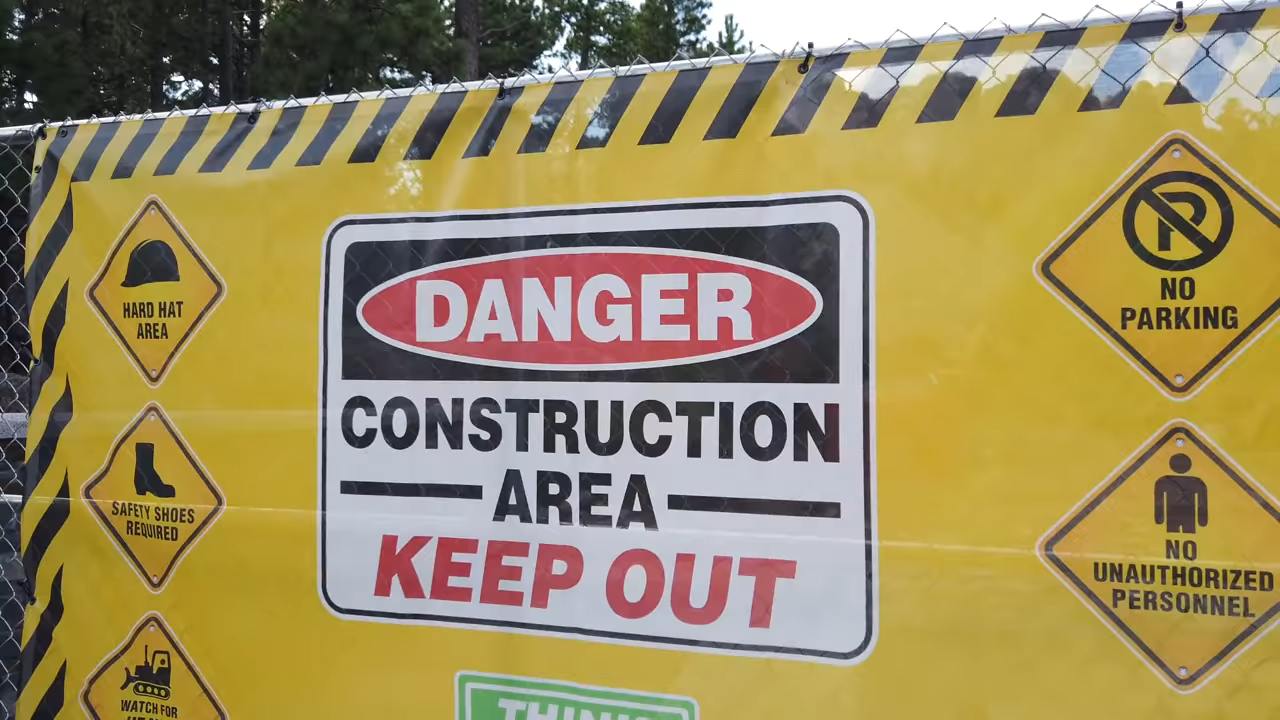 HARD HAT
AREA
SAFETY SHOES
REQUIRED
WATCH FOR
DANGER
CONSTRUCTION
AREA
KEEP OUT
P
NO
PARKING
NO
UNAUTHORIZED
PERSONNEL